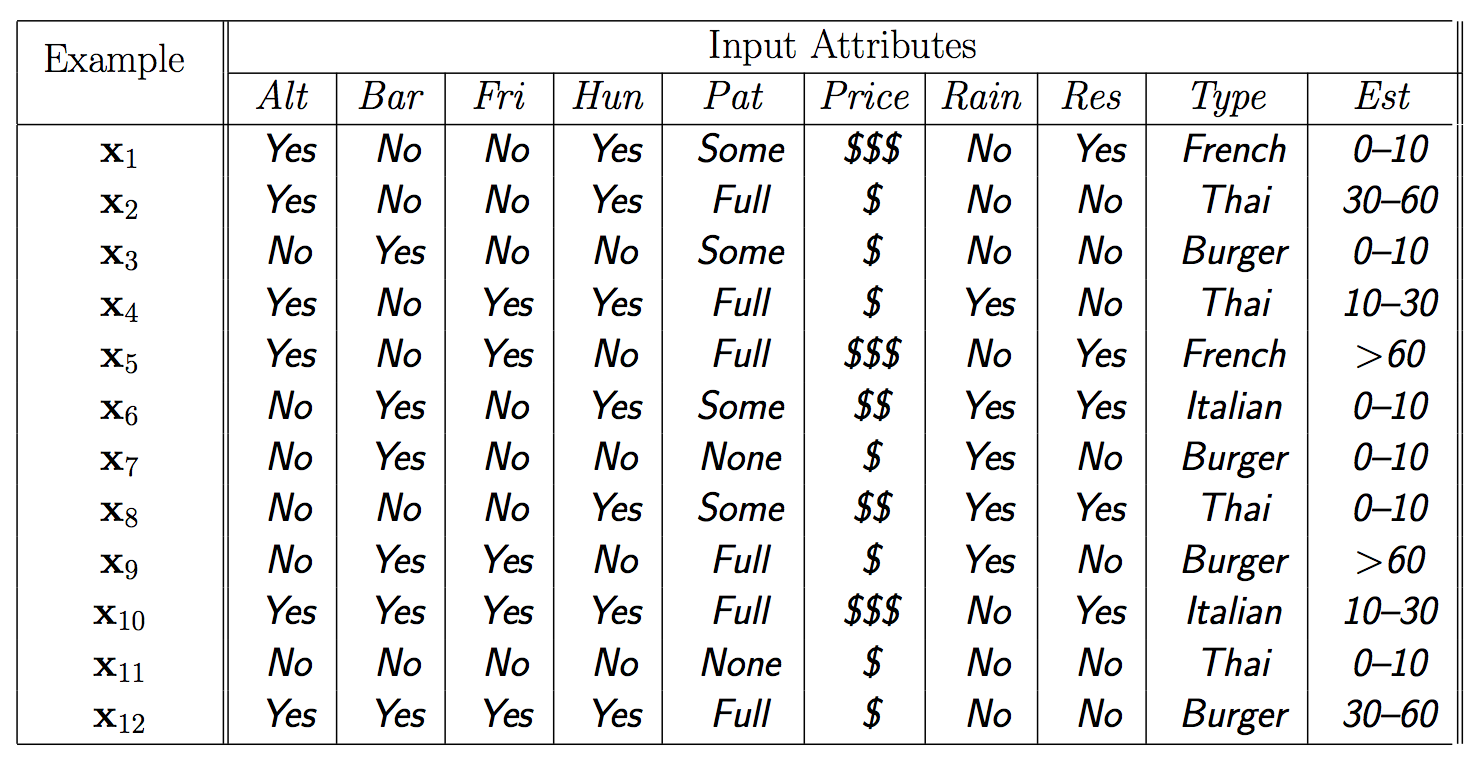 Example Input Attributes
Alt Bar Fri Hun Pat Price Rain Res Type Est
x1 Yes No No Yes Some $$$ No Yes French 0–10
x2 Yes No No Yes Full $ No No Thai 30–60
x3 No Yes No No Some $ No No Burger 0–10
x4 Yes No Yes Yes Full $ Yes No Thai 10–30
x5 Yes No Yes No Full $$$ No Yes French >60
x6 No Yes No Yes Some $$ Yes Yes Italian 0–10
x7 No Yes No No None $ Yes No Burger 0–10
x8 No No No Yes Some $$ Yes Yes Thai 0–10
x9 No Yes Yes No Full $ Yes No Burger >60
x10 Yes Yes Yes Yes Full $$$ No Yes Italian 10–30
x11 No No No No None $ No No Thai 0–10
x12 Yes Yes Yes Yes Full $ No No Burger 30–60